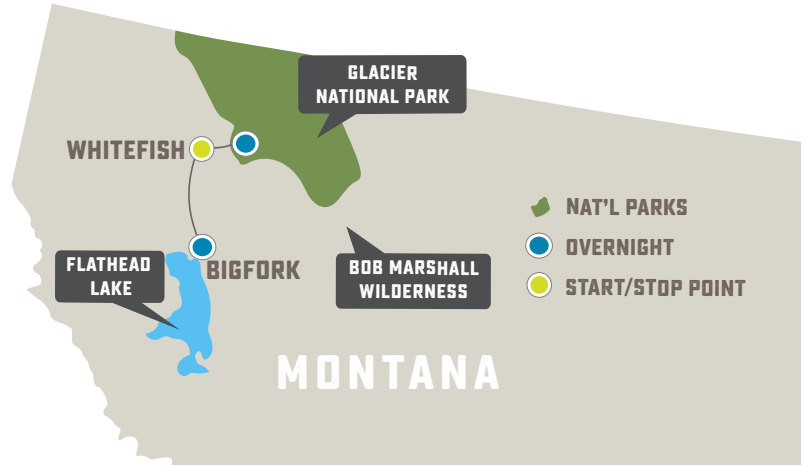 GLACIER
NATIONAL PARK
WHITEFISH
NAT'L PARKS
OVERNIGHT
START/STOP POINT
FLATHEAD
LAKE
BIGFORK
BOB MARSHALL
WILDERNESS
MONTANA